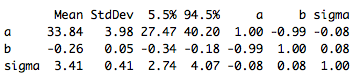 Mean StdDev 5.5% 94.5% a b sigma
a 33.84 3.98 27.47 40.20 1.00 -0.99 -0.08
b -0.26 0.05 -0.34 -0.18 -0.99 1.00 0.08
sigma 3.41 0.41 2.74 4.07 -0.08 0.08 1.00